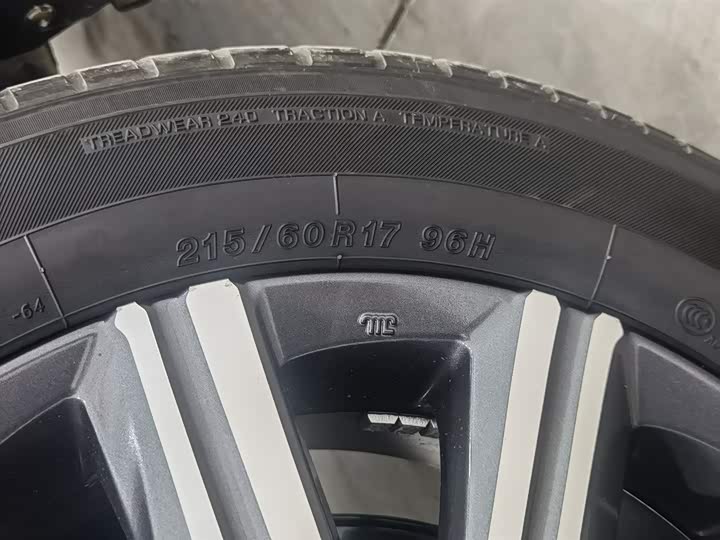 TREADWEAR 240 TRACTION A TEMPERATURE A
215/60R17 96H
-64